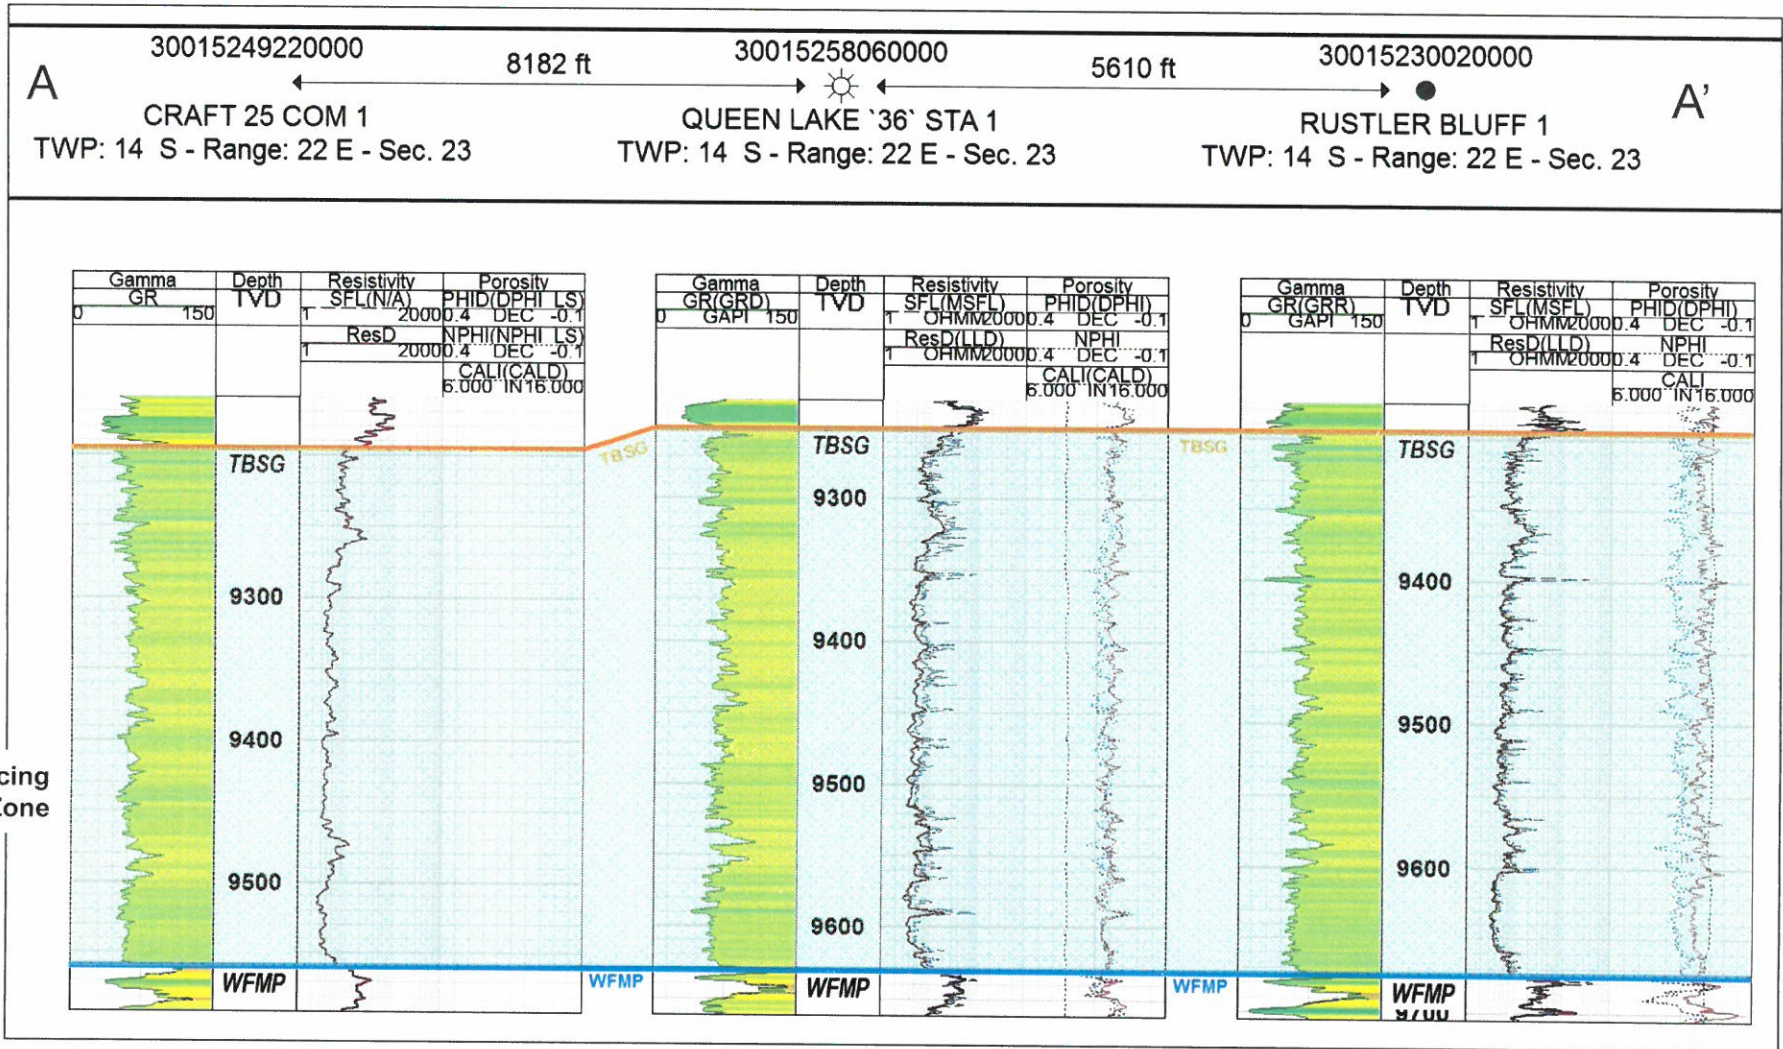 A
30015249220000
8182 ft
30015258060000
5610 ft
30015230020000
A'
CRAFT 25 COM 1
QUEEN LAKE `36` STA 1
RUSTLER BLUFF 1
TWP: 14 S - Range: 22 E - Sec. 23
TWP: 14 S - Range: 22 E - Sec. 23
TWP: 14 S - Range: 22 E - Sec. 23
Gamma Depth Resistivity Porosity
GR TVD SFL(N/A) PHID(DPHI LS)
0 150 1 2000 0.4 DEC -0.1
ResD NPHI(NPHI LS)
1 2000 0.4 DEC -0.1
CALI(CALD)
6.000 IN 16.000
TBSG
9300
9400
9500
WFMP
TBSG
WFMP
Gamma Depth Resistivity Porosity
GR(GRD) TVD SFL(MSFL) PHID(DPHI)
0 GAPI 150 1 OHMM 2000 0.4 DEC -0.1
ResD(LLD) NPHI
1 OHMM 2000 0.4 DEC -0.1
CALI(CALD)
6.000 IN 16.000
TBSG
9300
9400
9500
9600
WFMP
TBSG
WFMP
Gamma Depth Resistivity Porosity
GR(GRR) TVD SFL(MSFL) PHID(DPHI)
0 GAPI 150 1 OHMM 2000 0.4 DEC -0.1
ResD(LLD) NPHI
1 OHMM 2000 0.4 DEC -0.1
CALI
6.000 IN 16.000
TBSG
9400
9500
9600
WFMP
9700
cing
Zone